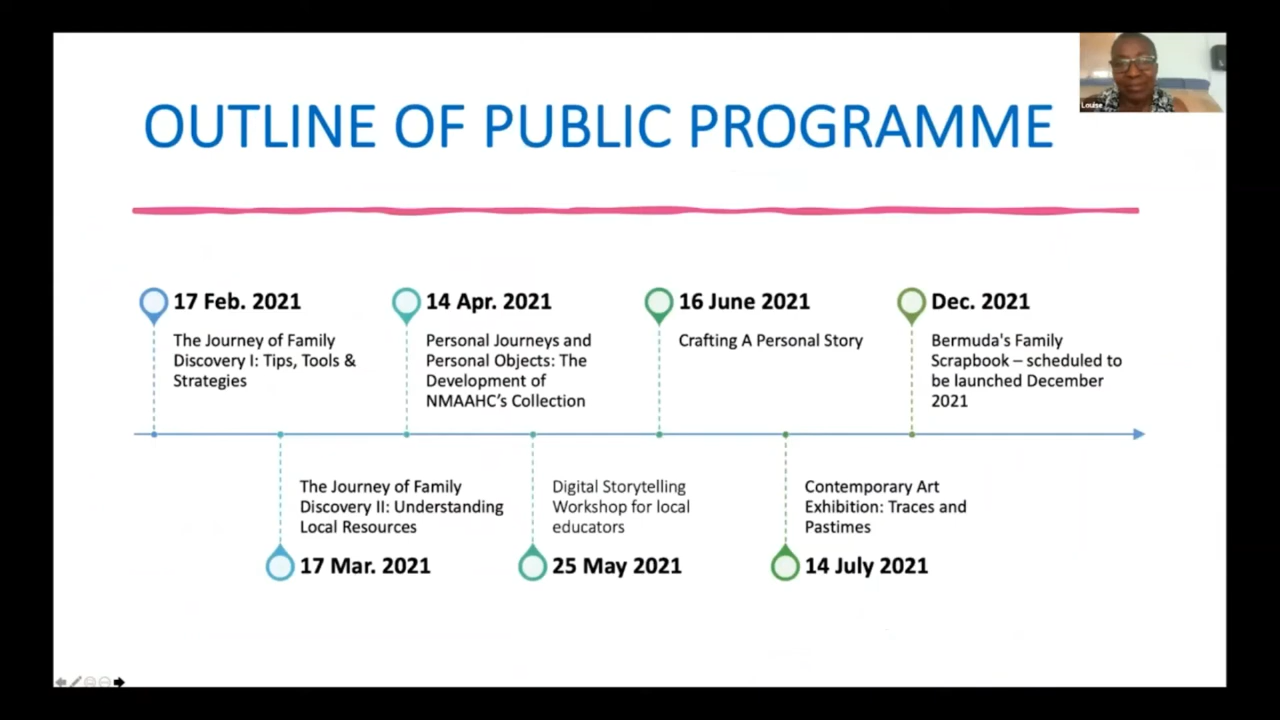 Louise
OUTLINE OF PUBLIC PROGRAMME
17 Feb. 2021
The Journey of Family
Discovery I: Tips, Tools &
Strategies
14 Apr. 2021
Personal Journeys and
Personal Objects: The
Development of
NMAAHC's Collection
16 June 2021
Crafting A Personal Story
Dec. 2021
Bermuda's Family
Scrapbook – scheduled to
be launched December
2021
The Journey of Family
Discovery II: Understanding
Local Resources
17 Mar. 2021
Digital Storytelling
Workshop for local
educators
25 May 2021
Contemporary Art
Exhibition: Traces and
Pastimes
14 July 2021